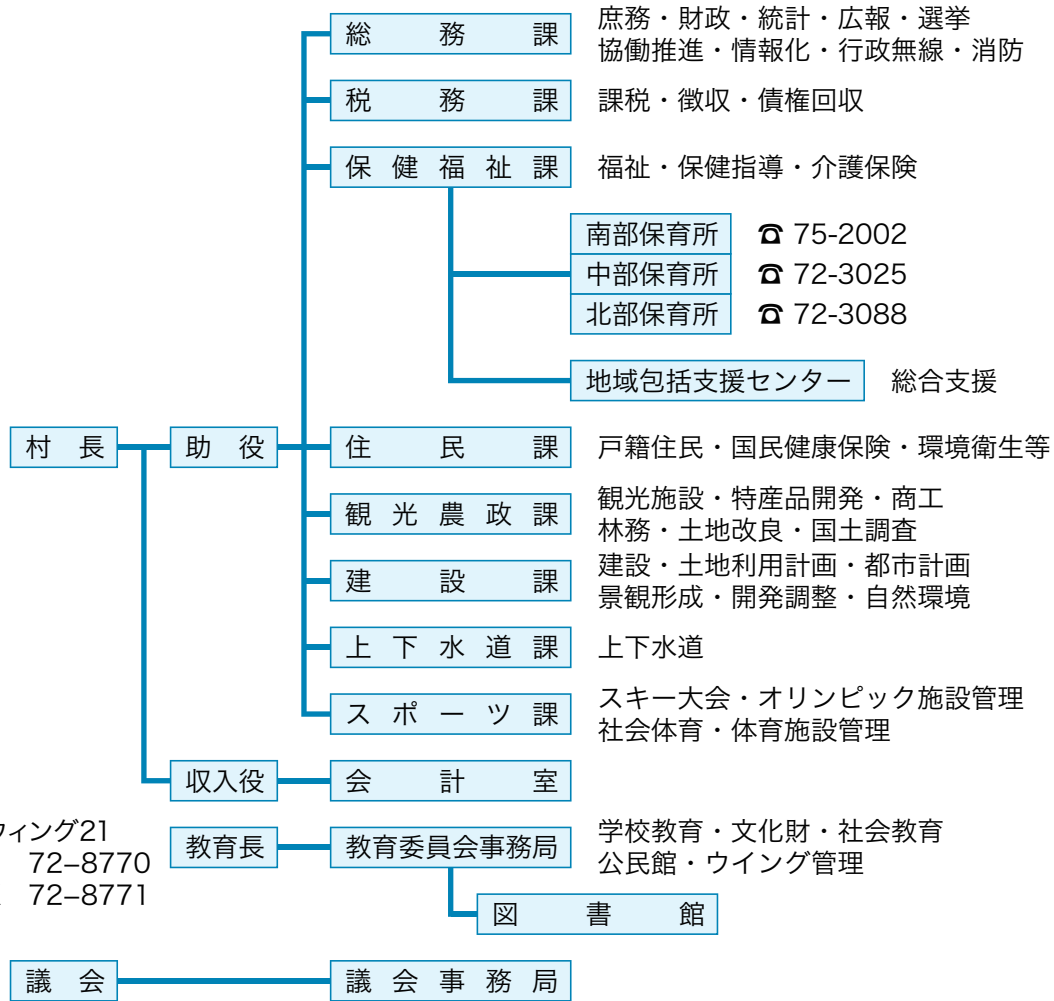 総務課
庶務・財政・統計・広報・選挙
協働推進・情報化・行政無線・消防
税務課
課税・徴収・債権回収
保健福祉課
福祉・保健指導・介護保険
南部保育所 ☎ 75-2002
中部保育所 ☎ 72-3025
北部保育所 ☎ 72-3088
地域包括支援センター 総合支援
村長
助役
住民課
戸籍住民・国民健康保険・環境衛生等
観光農政課
観光施設・特産品開発・商工
林務・土地改良・国土調査
建設課
建設・土地利用計画・都市計画
景観形成・開発調整・自然環境
上下水道課
上下水道
スポーツ課
スキー大会・オリンピック施設管理
社会体育・体育施設管理
収入役
会計室
ウィング21
72–8770
72–8771
教育長
教育委員会事務局
学校教育・文化財・社会教育
公民館・ウイング管理
図書館
議会
議会事務局